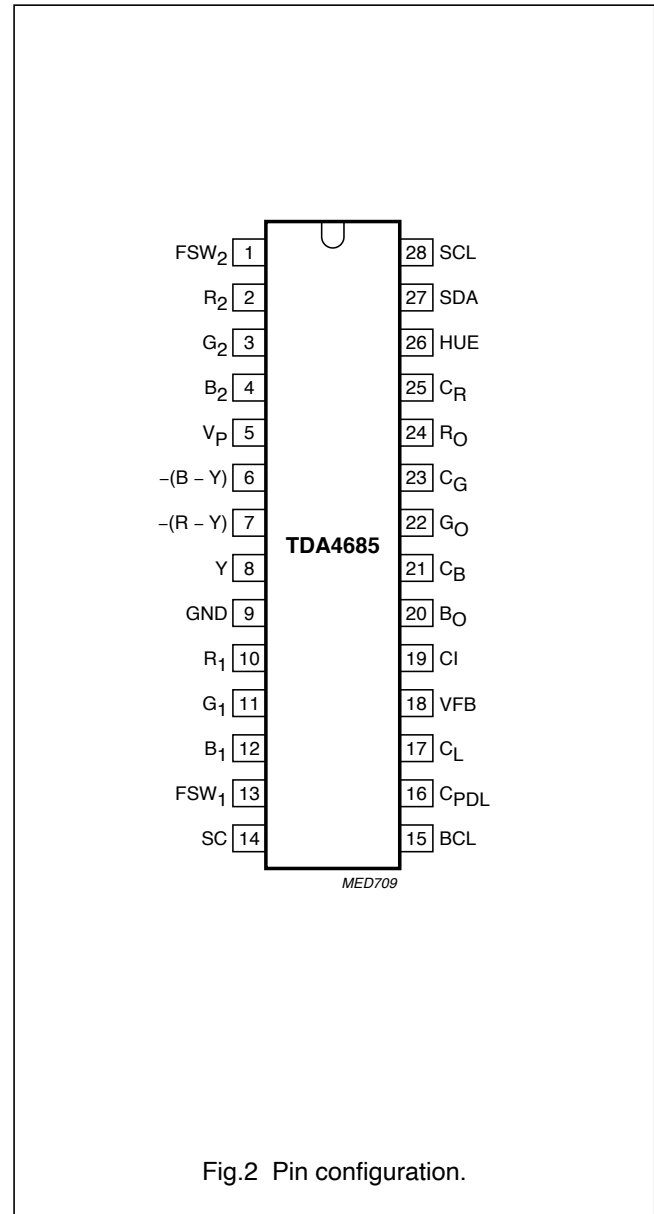 FSW2 1 28 SCL
R2 2 27 SDA
G2 3 26 HUE
B2 4 25 CR
VP 5 24 RO
−(B − Y) 6 23 CG
−(R − Y) 7 22 GO
TDA4685
Y 8 21 CB
GND 9 20 BO
R1 10 19 CI
G1 11 18 VFB
B1 12 17 CL
FSW1 13 16 CPDL
SC 14 15 BCL
MED709
Fig.2 Pin configuration.